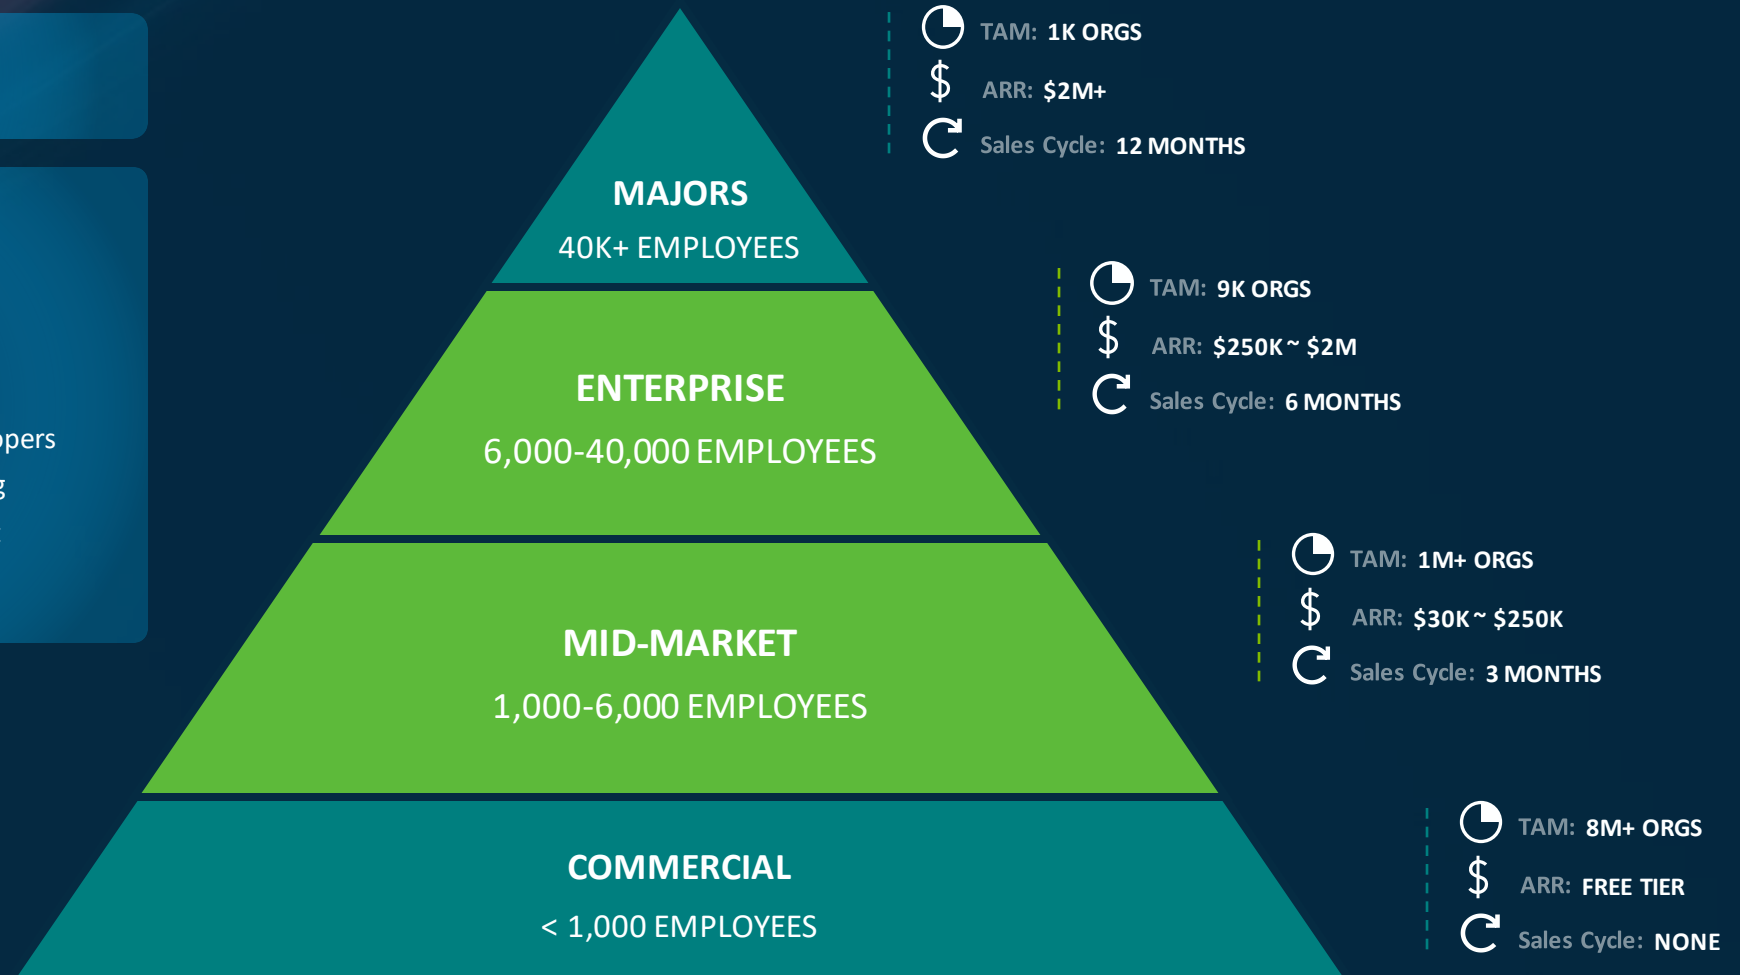 MAJORS
40K+ EMPLOYEES
TAM: 1K ORGS
ARR: $2M+
Sales Cycle: 12 MONTHS
ENTERPRISE
6,000-40,000 EMPLOYEES
TAM: 9K ORGS
ARR: $250K ~ $2M
Sales Cycle: 6 MONTHS
MID-MARKET
1,000-6,000 EMPLOYEES
TAM: 1M+ ORGS
ARR: $30K ~ $250K
Sales Cycle: 3 MONTHS
COMMERCIAL
< 1,000 EMPLOYEES
TAM: 8M+ ORGS
ARR: FREE TIER
Sales Cycle: NONE